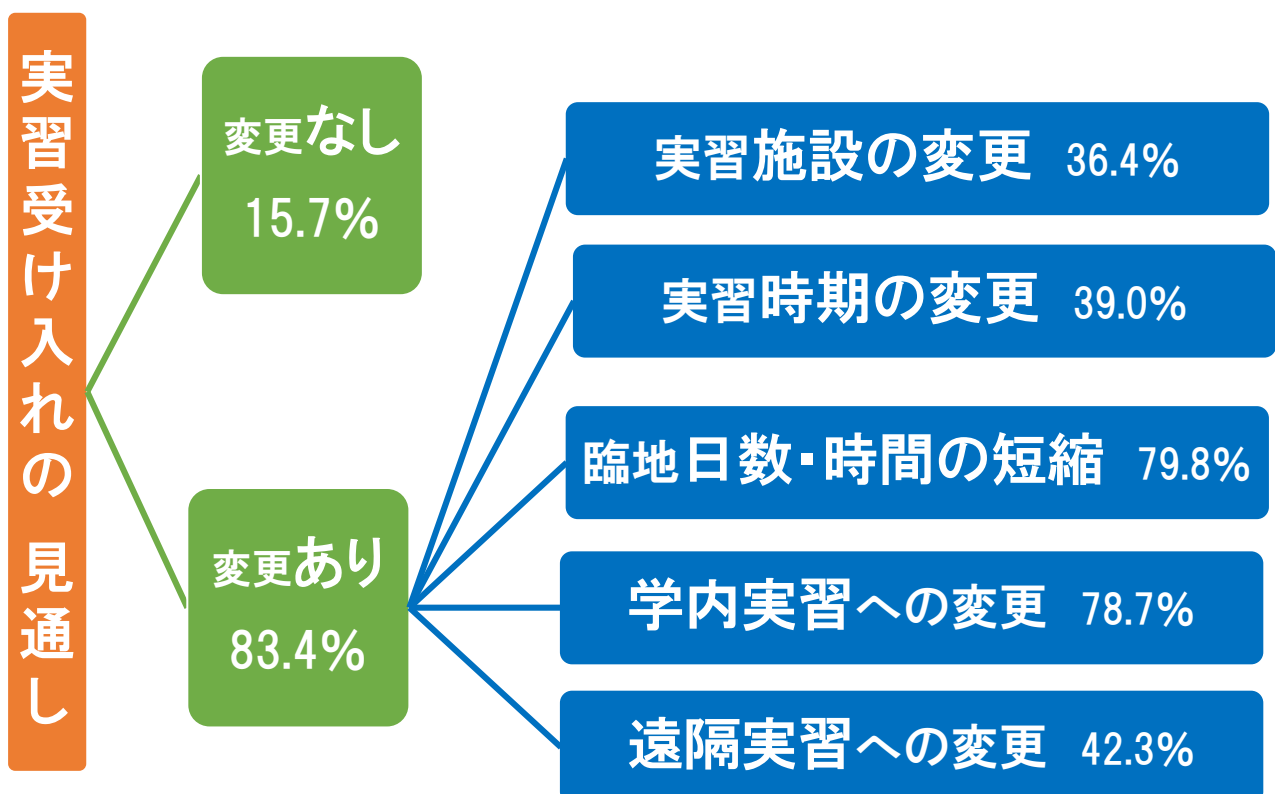 実習受け入れの 見通し
変更なし
15.7%
変更あり
83.4%
実習施設の変更 36.4%
実習時期の変更 39.0%
臨地日数・時間の短縮 79.8%
学内実習への変更 78.7%
遠隔実習への変更 42.3%